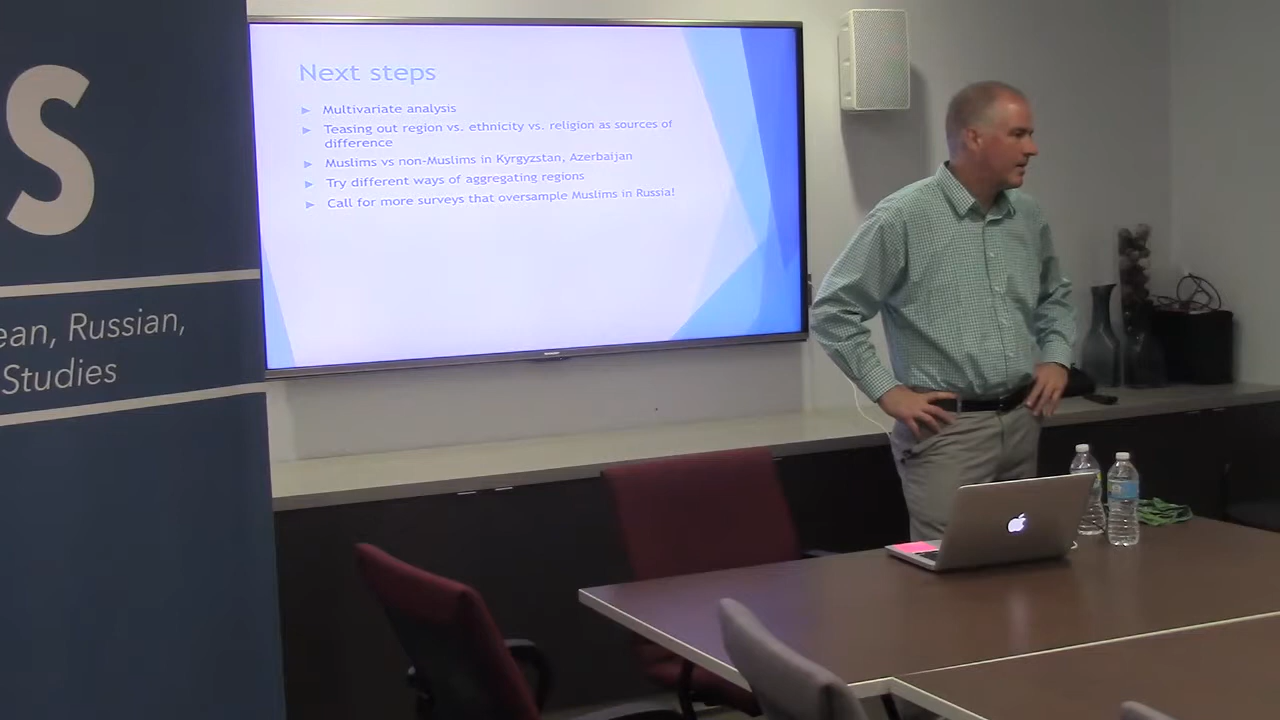 S
ean, Russian,
Studies
Next steps
Multivariate analysis
Teasing out region vs. ethnicity vs. religion as sources of
difference
Muslims vs non-Muslims in Kyrgyzstan, Azerbaijan
Try different ways of aggregating regions
Call for more surveys that oversample Muslims in Russia!